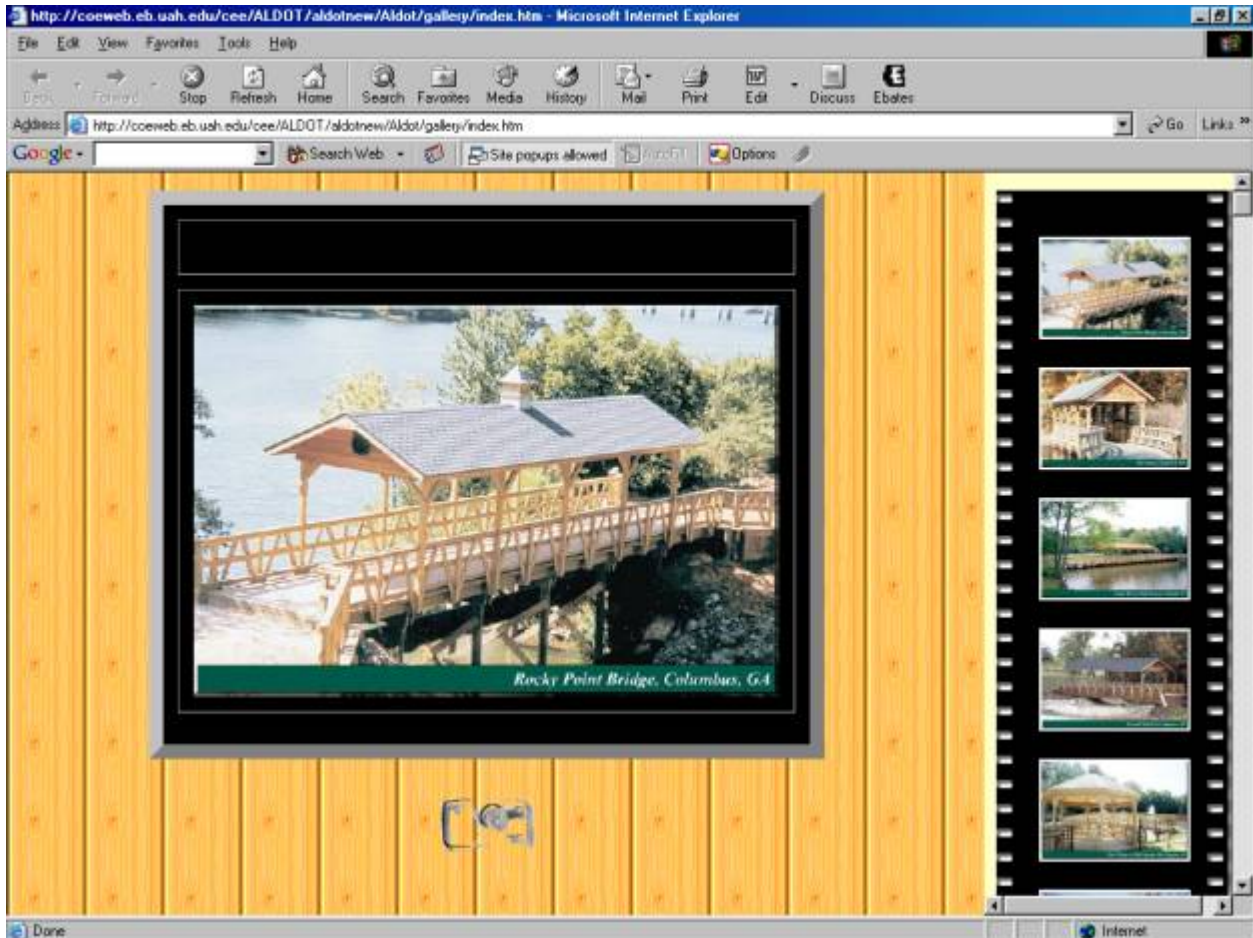 http://coeweb.eb.uah.edu/cee/ALDOT/aldotnew/Aldot/gallery/index.htm - Microsoft Internet Explorer
File Edit View Favorites Tools Help
Back Forward Stop Refresh Home Search Favorites Media History Mail Print Edit Discuss Ebates
Address http://coeweb.eb.uah.edu/cee/ALDOT/aldotnew/Aldot/gallery/index.htm Go Links »
Google Search Web Site popups allowed AutoFill Options
Rocky Point Bridge, Columbus, GA
Done Internet